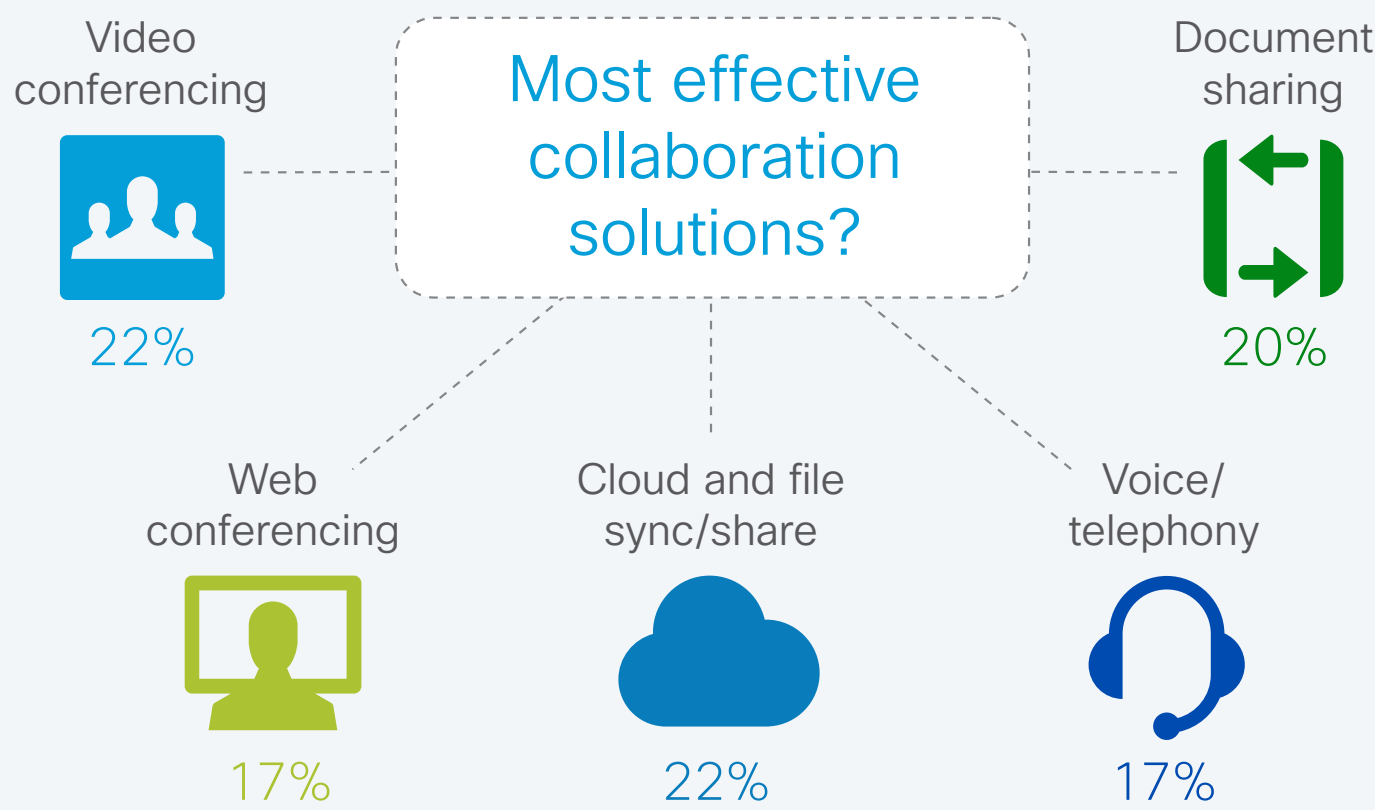 Video
conferencing
22%
Most effective
collaboration
solutions?
Document
sharing
20%
Web
conferencing
17%
Cloud and file
sync/share
22%
Voice/
telephony
17%